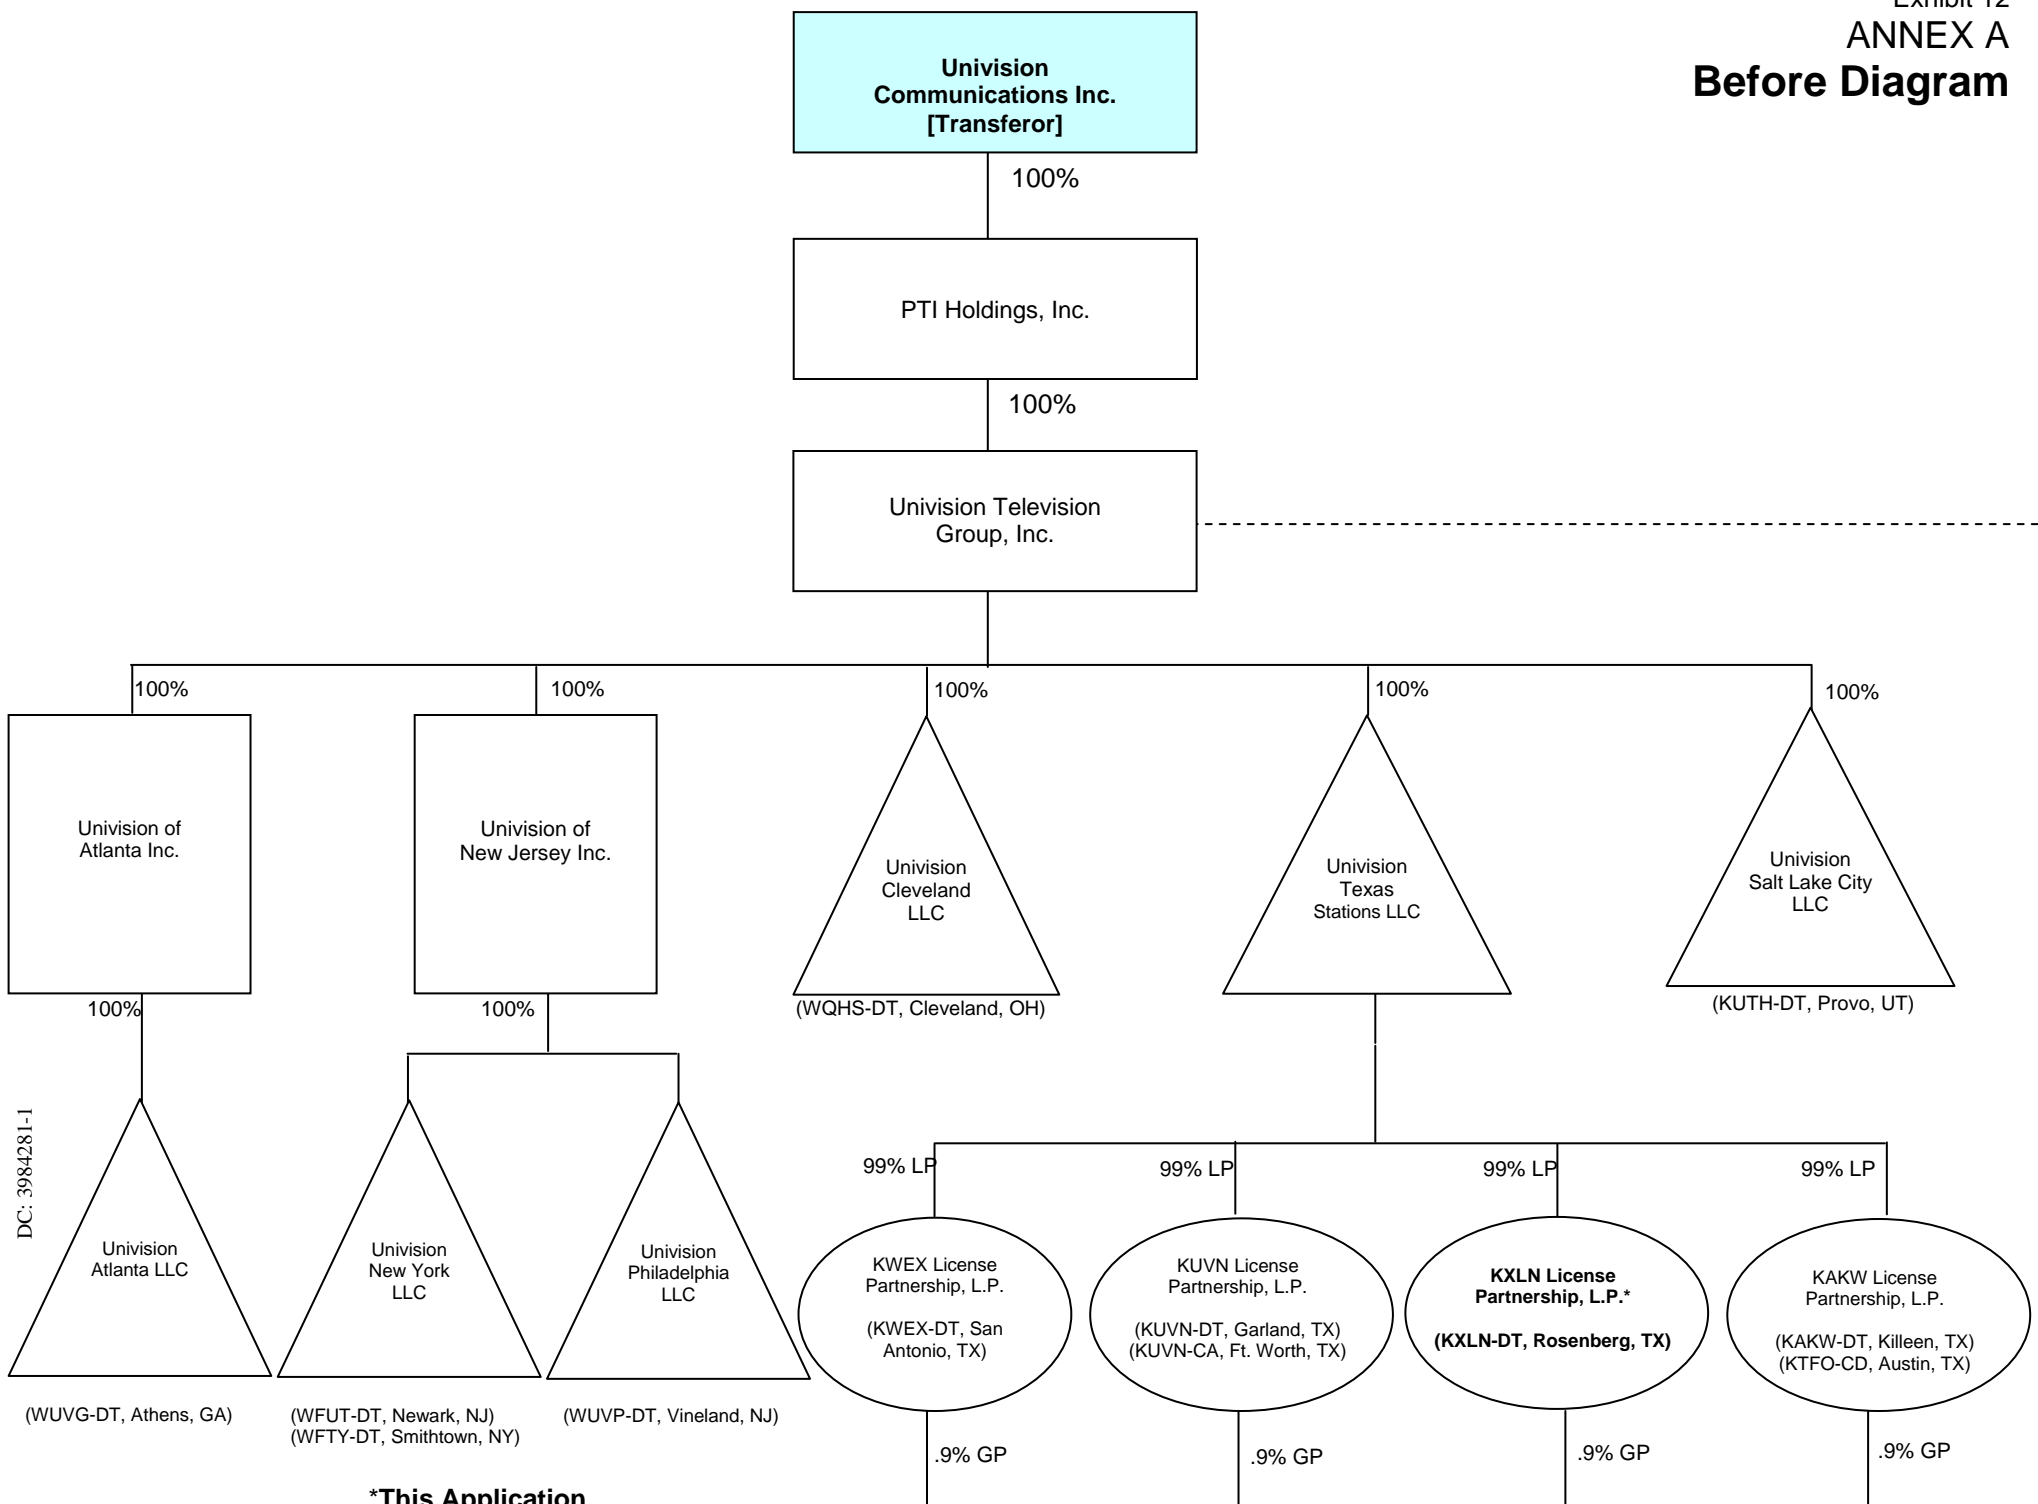 Exhibit 12
ANNEX A
Before Diagram
Univision
Communications Inc.
[Transferor]
100%
PTI Holdings, Inc.
100%
Univision Television
Group, Inc.
100%
100%
100%
100%
100%
Univision of
Atlanta Inc.
Univision of
New Jersey Inc.
Univision
Cleveland
LLC
Univision
Texas
Stations LLC
Univision
Salt Lake City
LLC
100%
100%
(WQHS-DT, Cleveland, OH)
(KUTH-DT, Provo, UT)
DC: 3984281-1
99% LP
99% LP
99% LP
99% LP
Univision
Atlanta LLC
Univision
New York
LLC
Univision
Philadelphia
LLC
KWEX License
Partnership, L.P.
(KWEX-DT, San
Antonio, TX)
KUVN License
Partnership, L.P.
(KUVN-DT, Garland, TX)
(KUVN-CA, Ft. Worth, TX)
KXLN License
Partnership, L.P.*
(KXLN-DT, Rosenberg, TX)
KAKW License
Partnership, L.P.
(KAKW-DT, Killeen, TX)
(KTFO-CD, Austin, TX)
(WUVG-DT, Athens, GA)
(WFUT-DT, Newark, NJ)
(WFTY-DT, Smithtown, NY)
(WUVP-DT, Vineland, NJ)
.9% GP
.9% GP
.9% GP
.9% GP
*This Application